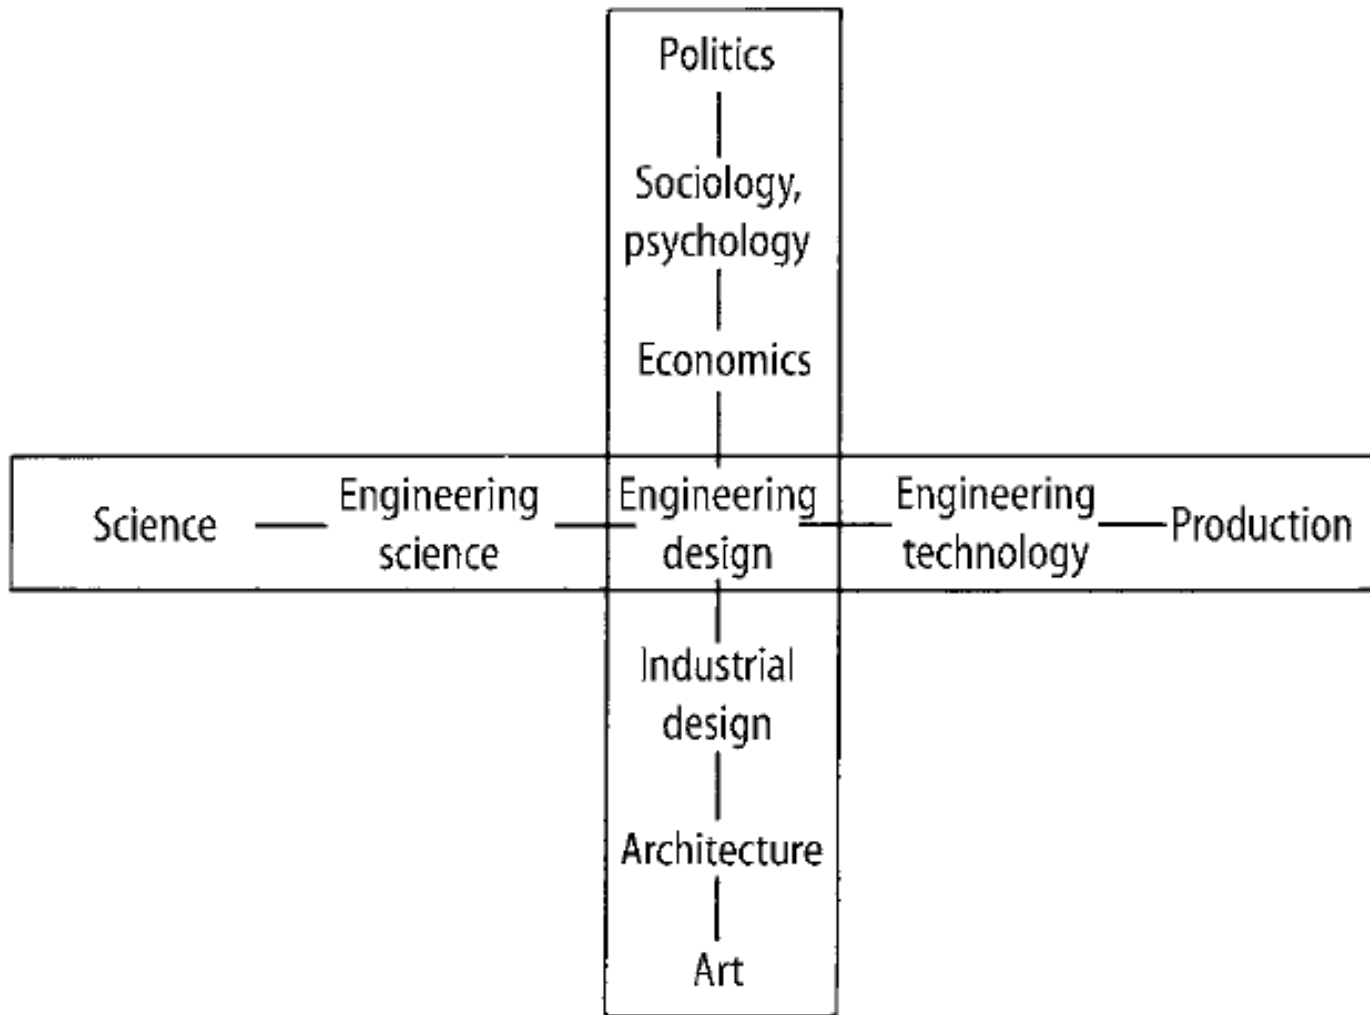 Politics
Sociology,
psychology
Economics
Science
Engineering
science
Engineering
design
Engineering
technology
Production
Industrial
design
Architecture
Art